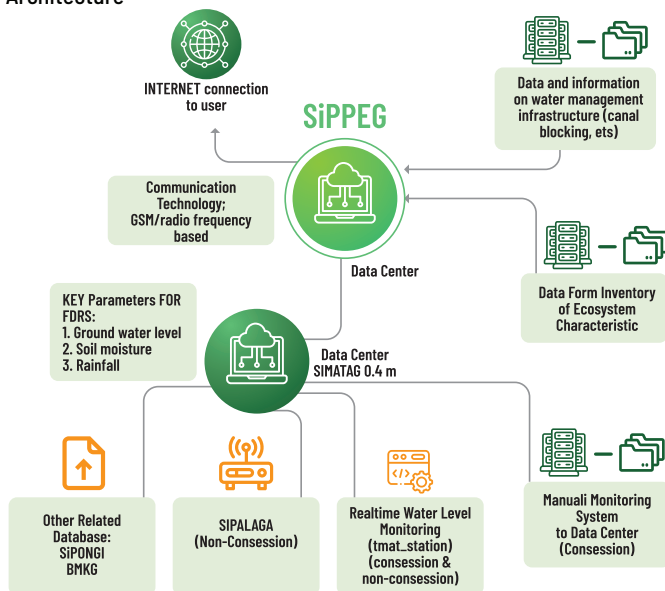 Architecture
INTERNET connection
to user
SiPPEG
Data and information
on water management
infrastructure (canal
blocking, ets)
Communication
Technology;
GSM/radio frequency
based
Data Center
Data Form Inventory
of Ecosystem
Characteristic
KEY Parameters FOR
FDRS:
1. Ground water level
2. Soil moisture
3. Rainfall
Data Center
SIMATAG 0.4 m
Other Related
Database:
SiPONGI
BMKG
SIPALAGA
(Non-Consession)
Realtime Water Level
Monitoring
(tmat_station)
(consession &
non-consession)
Manuali Monitoring
System
to Data Center
(Consession)